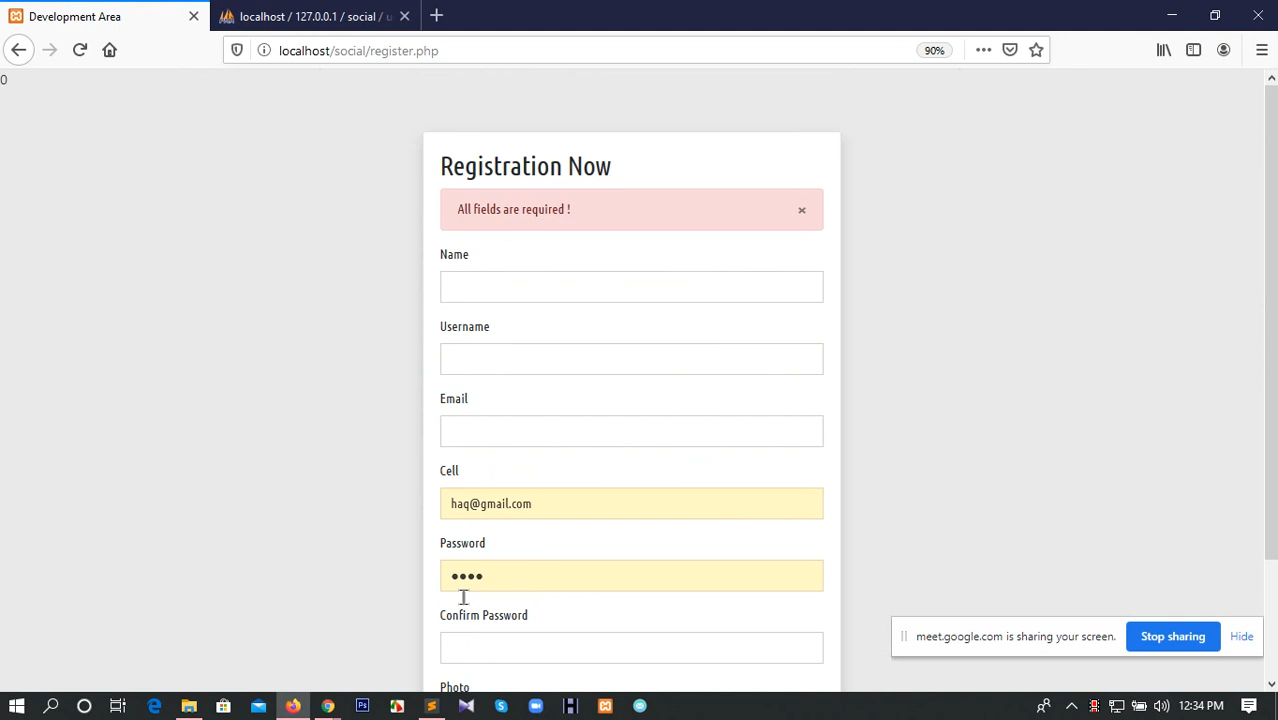 Development Area
localhost / 127.0.0.1 / social / u
localhost/social/register.php
90%
0
Registration Now
All fields are required !
×
Name
Username
Email
Cell
haq@gmail.com
Password
••••
Confirm Password
Photo
meet.google.com is sharing your screen.
Stop sharing
Hide
12:34 PM